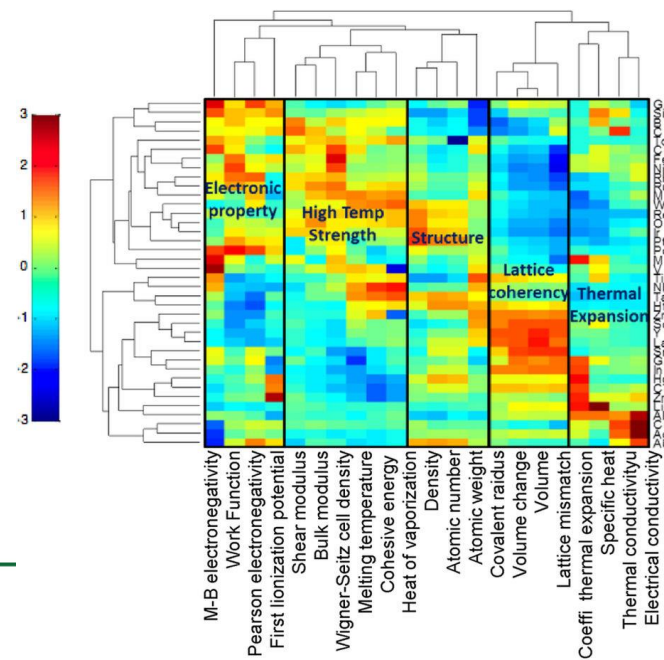 3
2
1
0
-1
-2
-3
Electronic
property
High Temp
Strength
Structure
Lattice
coherency
Thermal
Expansion
M-B electronegativity
Work Function
Pearson electronegativity
First Iionization potential
Shear modulus
Bulk modulus
Wigner-Seitz cell density
Melting temperature
Cohesive energy
Heat of vaporization
Density
Atomic number
Atomic weight
Covalent raidus
Volume change
Volume
Lattice mismatch
Coeffi thermal expansion
Specific heat
Thermal conductivityu
Electrical conductivity